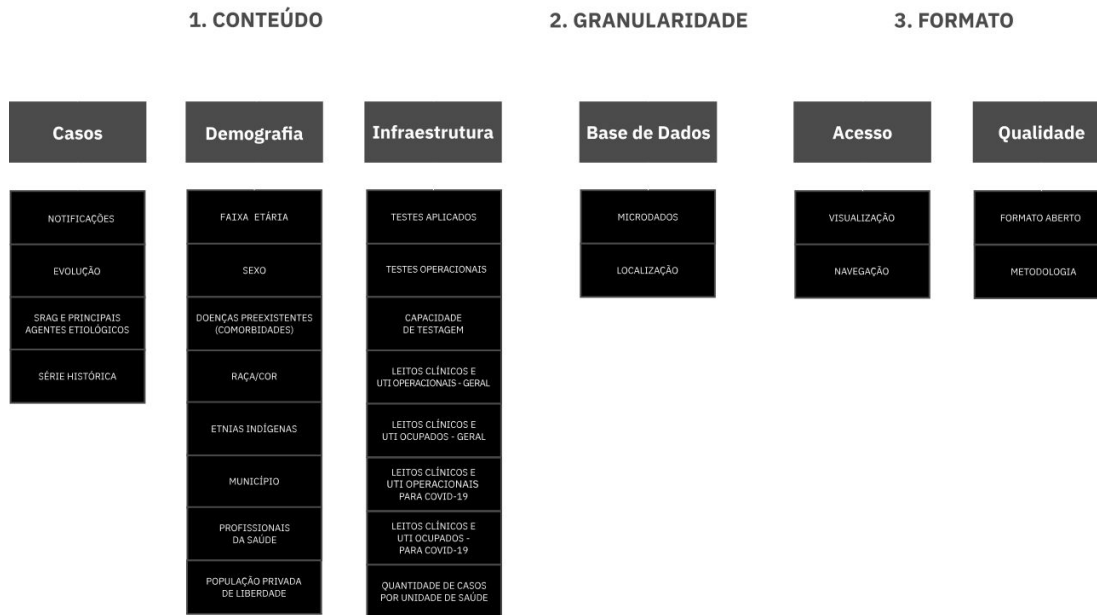 1. CONTEÚDO
2. GRANULARIDADE
3. FORMATO
Casos
Demografia
Infraestrutura
Base de Dados
Acesso
Qualidade
NOTIFICAÇÕES
EVOLUÇÃO
SRAG E PRINCIPAIS
AGENTES ETIOLÓGICOS
SÉRIE HISTÓRICA
FAIXA ETÁRIA
SEXO
DOENÇAS PREEXISTENTES
(COMORBIDADES)
RAÇA/COR
ETNIAS INDÍGENAS
MUNICÍPIO
PROFISSIONAIS
DA SAÚDE
POPULAÇÃO PRIVADA
DE LIBERDADE
TESTES APLICADOS
TESTES OPERACIONAIS
CAPACIDADE
DE TESTAGEM
LEITOS CLÍNICOS E
UTI OPERACIONAIS - GERAL
LEITOS CLÍNICOS E
UTI OCUPADOS - GERAL
LEITOS CLÍNICOS E
UTI OPERACIONAIS
PARA COVID-19
LEITOS CLÍNICOS E
UTI OCUPADOS -
PARA COVID-19
QUANTIDADE DE CASOS
POR UNIDADE DE SAÚDE
MICRODADOS
LOCALIZAÇÃO
VISUALIZAÇÃO
NAVEGAÇÃO
FORMATO ABERTO
METODOLOGIA